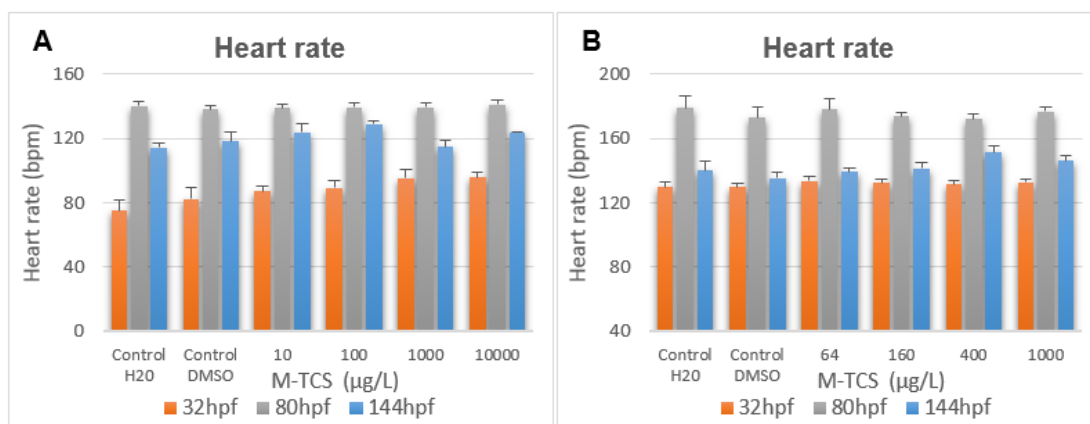 A
Heart rate
160
120
80
40
0
Heart rate (bpm)
Control Control 10 100 1000 10000
H20 DMSO
M-TCS (µg/L)
32hpf 80hpf 144hpf
B
Heart rate
200
160
120
80
40
Heart rate (bpm)
Control Control 64 160 400 1000
H20 DMSO
M-TCS (µg/L)
32hpf 80hpf 144hpf